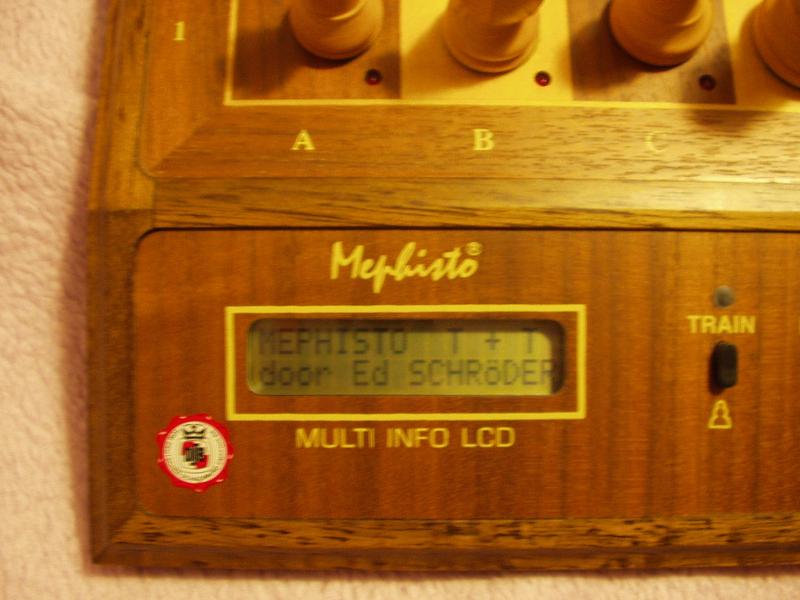 1
A B C
Mephisto®
MEPHISTO T + T
door Ed SCHRöDER
TRAIN
MULTI INFO LCD